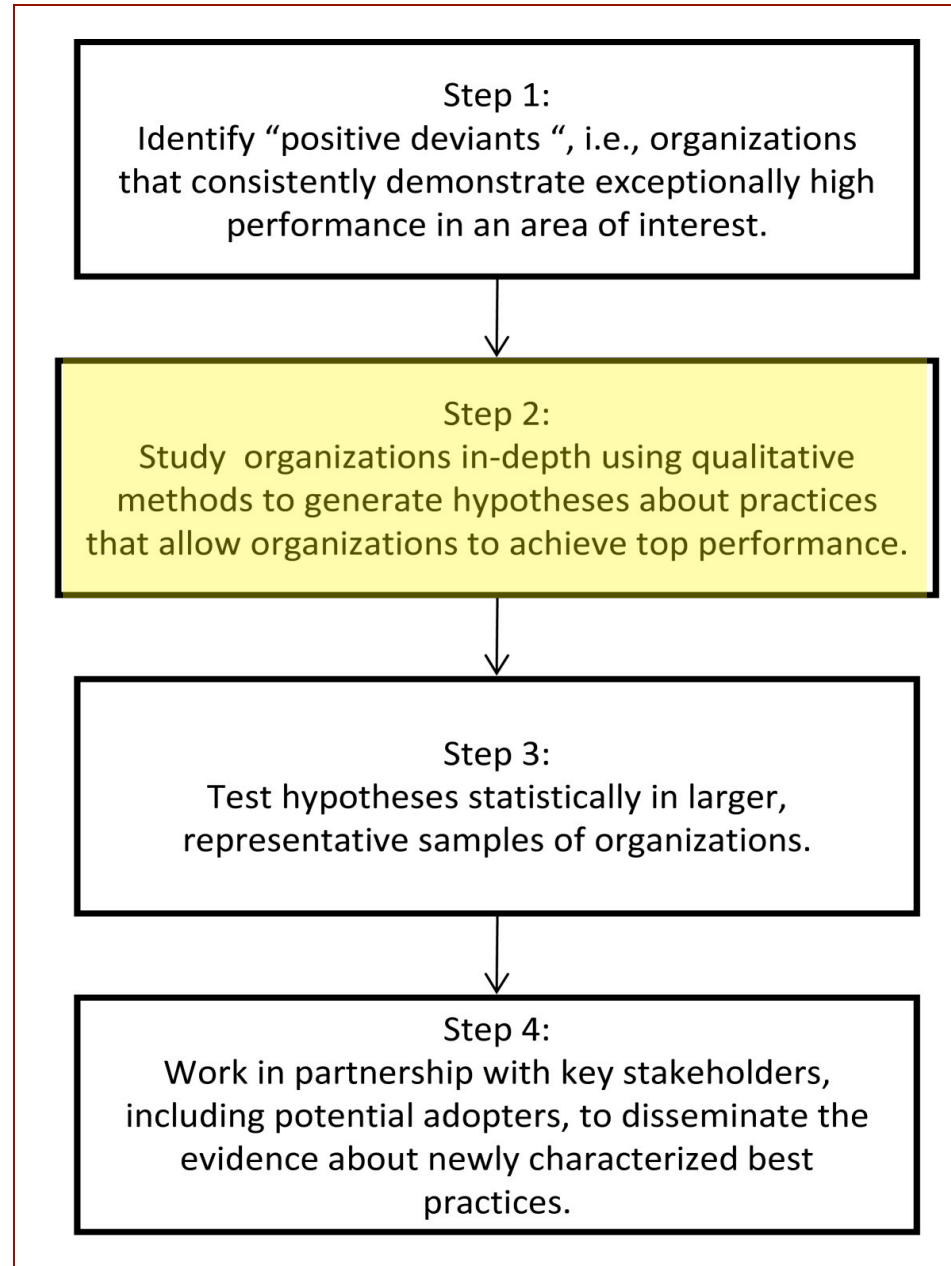 Step 1:
Identify “positive deviants “, i.e., organizations
that consistently demonstrate exceptionally high
performance in an area of interest.
Step 2:
Study  organizations in-depth using qualitative
methods to generate hypotheses about practices
that allow organizations to achieve top performance.
Step 3:
Test hypotheses statistically in larger,
representative samples of organizations.
Step 4:
Work in partnership with key stakeholders,
including potential adopters, to disseminate the
evidence about newly characterized best
practices.